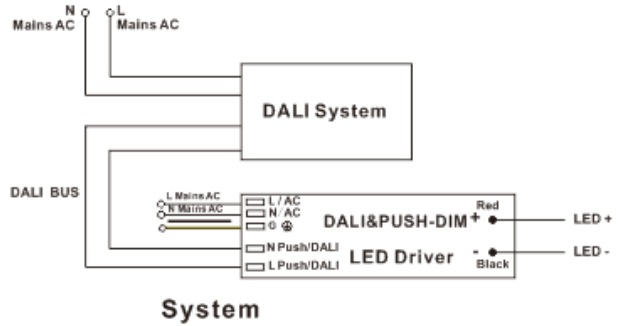 N L
Mains AC Mains AC
DALI System
DALI BUS
L Mains AC
N Mains AC
L / AC
N/AC
G
N Push/DALI
L Push/DALI
DALI&PUSH-DIM
LED Driver
Red
+
-
Black
LED +
LED -
System